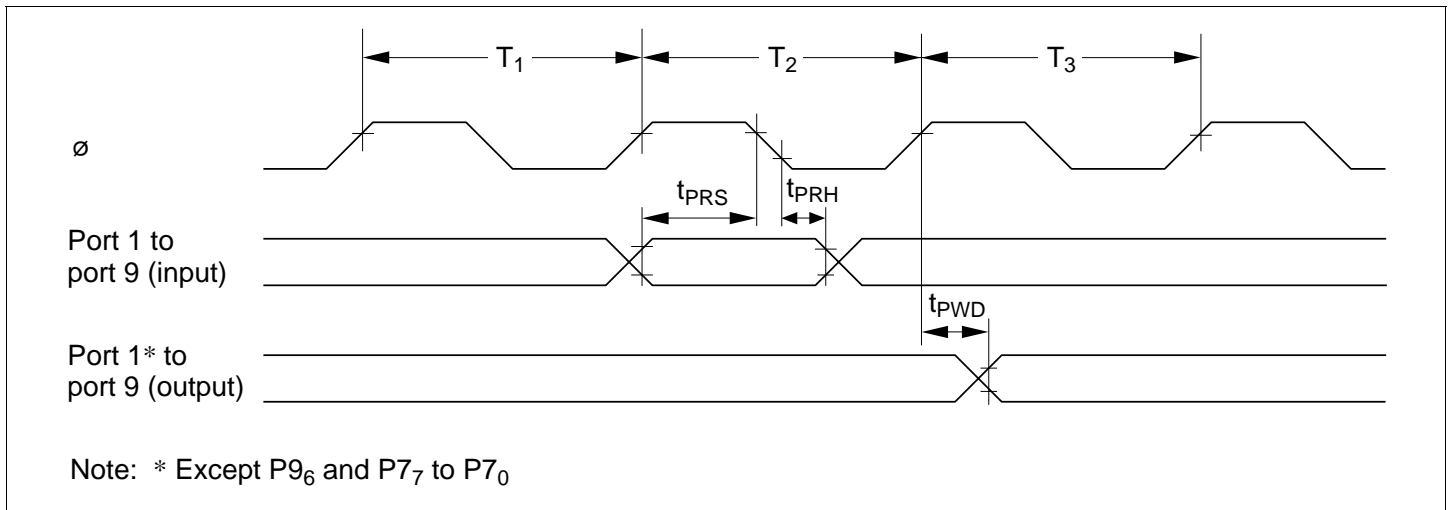 T₁ T₂ T₃
ø
tPRS tPRH
Port 1 to
port 9 (input)
tPWD
Port 1* to
port 9 (output)
Note: * Except P9₆ and P7₇ to P7₀